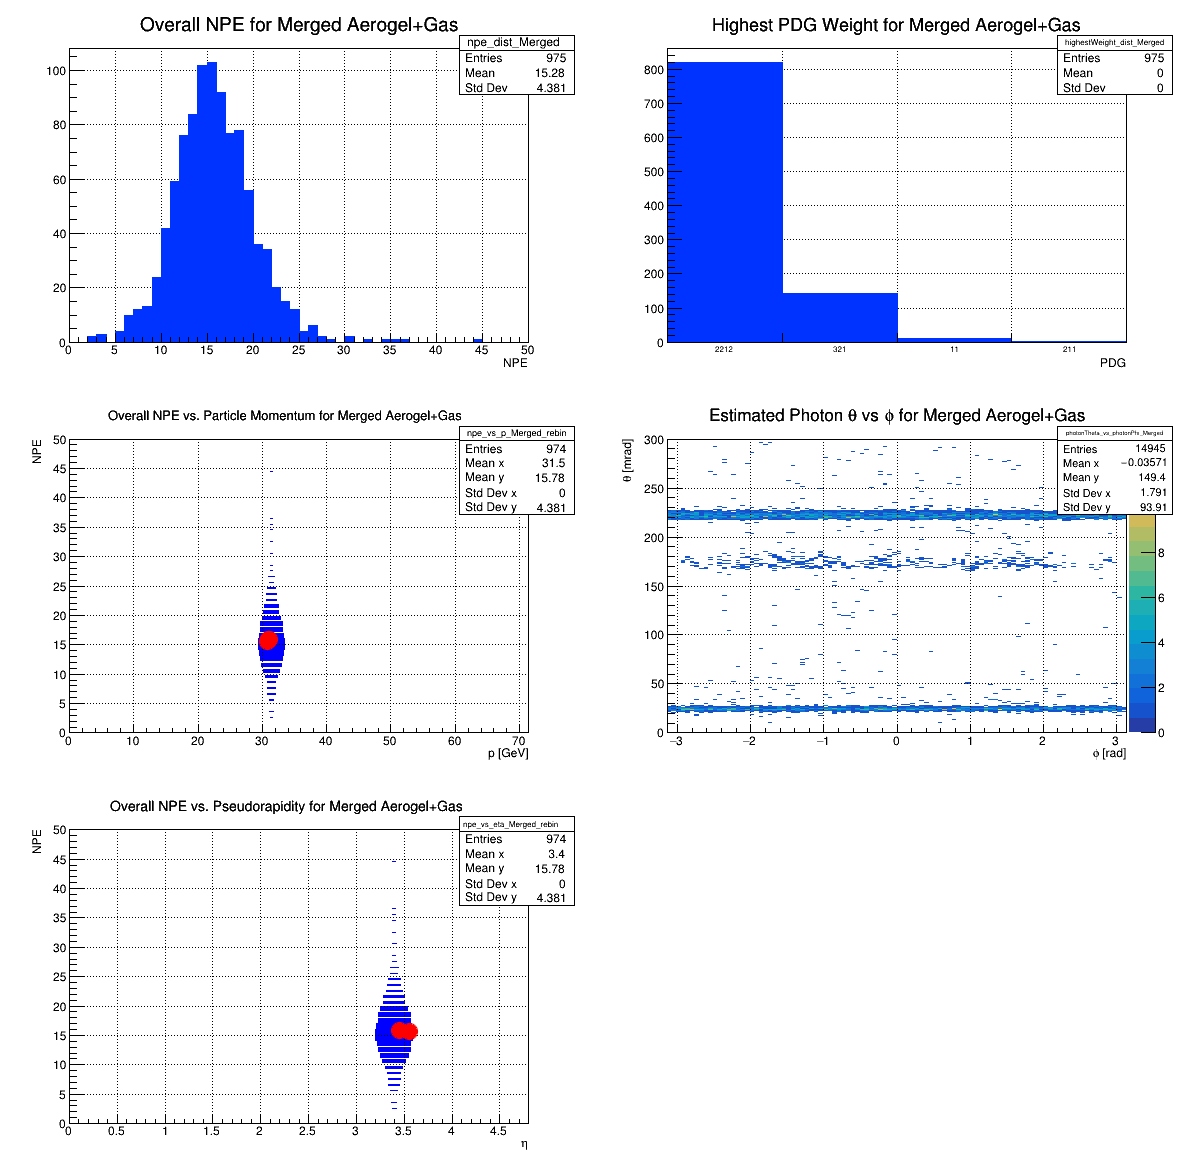 Overall NPE for Merged Aerogel+Gas
npe_dist_Merged
Entries 975
Mean 15.28
Std Dev 4.381
100
80
60
40
20
0
0 5 10 15 20 25 30 35 40 45 50
NPE
Highest PDG Weight for Merged Aerogel+Gas
highestWeight_dist_Merged
Entries 975
Mean 0
Std Dev 0
800
700
600
500
400
300
200
100
0
2212 321 11 211
PDG
Overall NPE vs. Particle Momentum for Merged Aerogel+Gas
NPE
npe_vs_p_Merged_rebin
Entries 974
Mean x 31.5
Mean y 15.78
Std Dev x 0
Std Dev y 4.381
50
45
40
35
30
25
20
15
10
5
0
0 10 20 30 40 50 60 70
p [GeV]
Estimated Photon θ vs ϕ for Merged Aerogel+Gas
θ [mrad]
photonTheta_vs_photonPhi_Merged
Entries 14945
Mean x −0.03571
Mean y 149.4
Std Dev x 1.791
Std Dev y 93.91
300
250
200
150
100
50
0
−3 −2 −1 0 1 2 3
ϕ [rad]
8
6
4
2
0
Overall NPE vs. Pseudorapidity for Merged Aerogel+Gas
NPE
npe_vs_eta_Merged_rebin
Entries 974
Mean x 3.4
Mean y 15.78
Std Dev x 0
Std Dev y 4.381
50
45
40
35
30
25
20
15
10
5
0
0 0.5 1 1.5 2 2.5 3 3.5 4 4.5
η